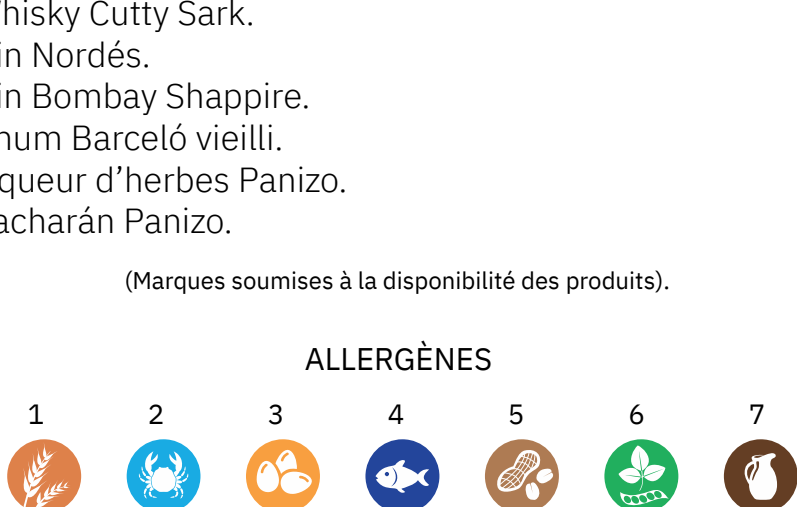 hisky Cutty Sark.
in Nordés.
in Bombay Shappire.
hum Barceló vieilli.
queur d’herbes Panizo.
acharán Panizo.
(Marques soumises à la disponibilité des produits).
ALLERGÈNES
1 2 3 4 5 6 7